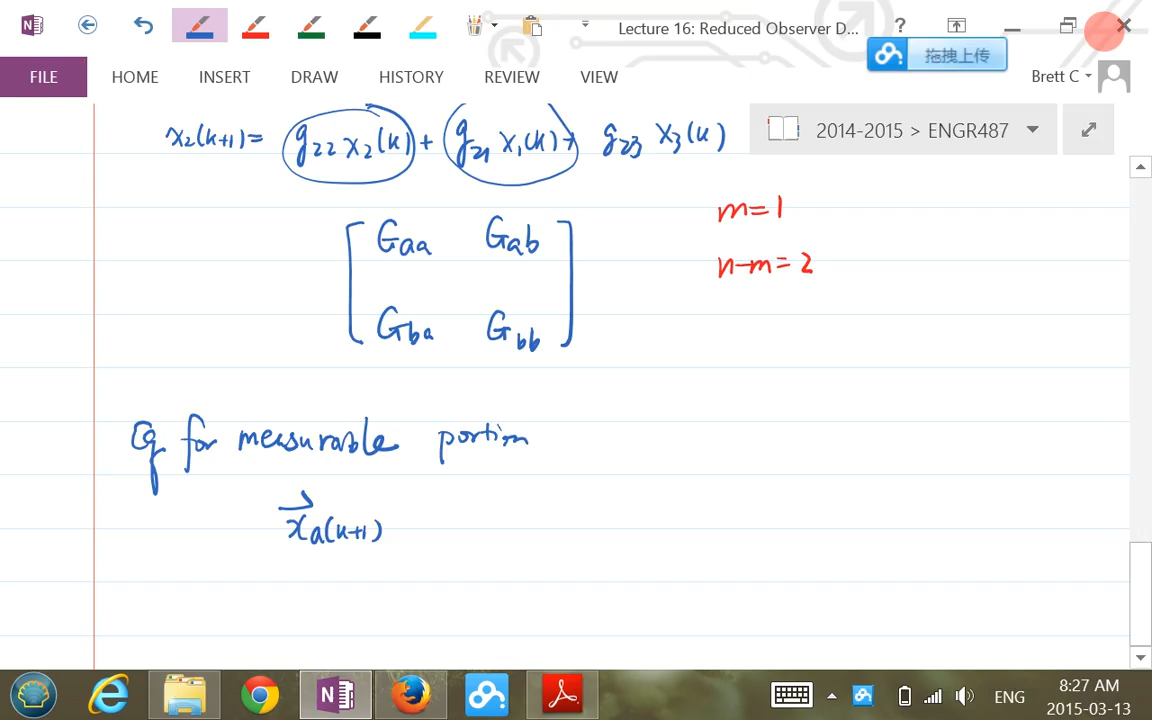 Lecture 16: Reduced Observer D...
?
拖拽上传
FILE HOME INSERT DRAW HISTORY REVIEW VIEW
Brett C
2014-2015 > ENGR487
x2(k+1)= g22 x2(k) + g21 x1(k) + g23 x3(k)
m=1
Gaa Gab
n-m=2
Gba Gbb
Eq for measurable portion
xa(k+1)
ENG
8:27 AM
2015-03-13